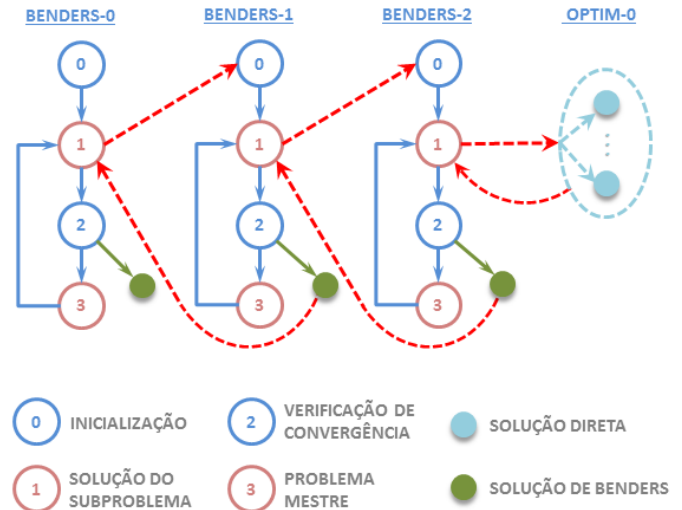 BENDERS-0 BENDERS-1 BENDERS-2 OPTIM-0
0 0 0
1 1 1
2 2 2
3 3 3
0 INICIALIZAÇÃO
2 VERIFICAÇÃO DE
CONVERGÊNCIA
SOLUÇÃO DIRETA
1 SOLUÇÃO DO
SUBPROBLEMA
3 PROBLEMA
MESTRE
SOLUÇÃO DE BENDERS